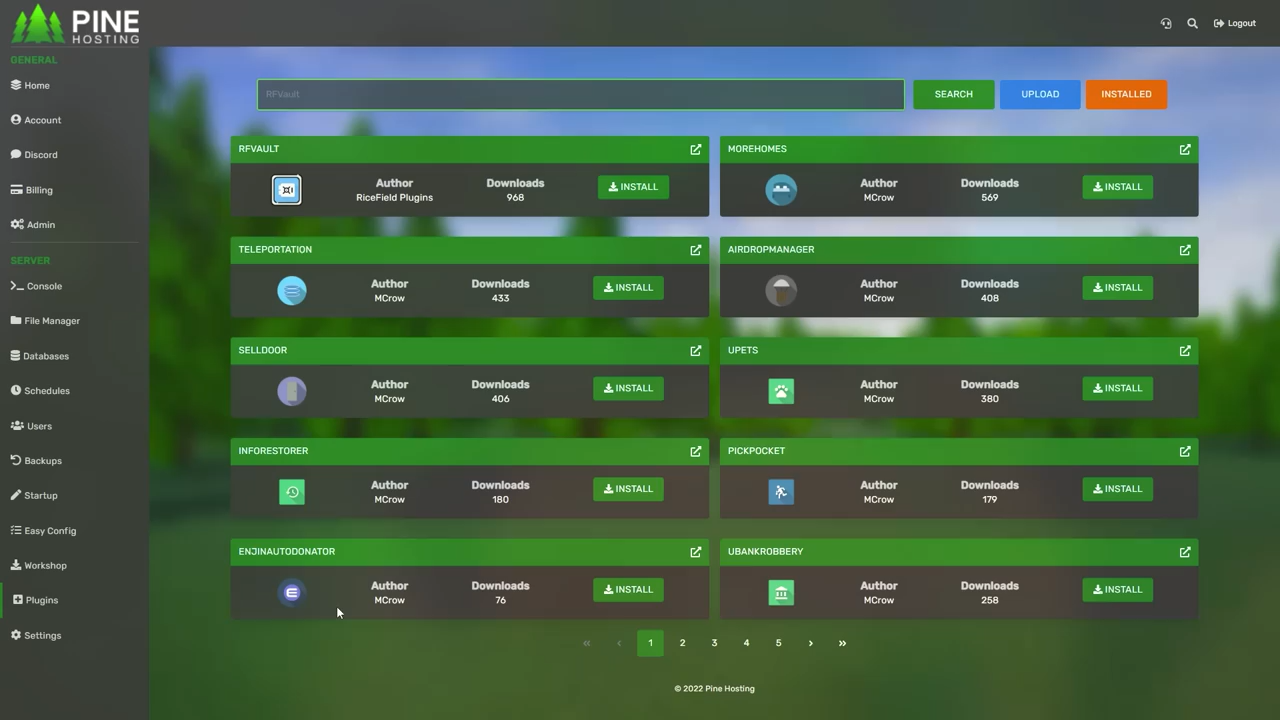 PINE
HOSTING
Logout
GENERAL
Home
Account
Discord
Billing
Admin
SERVER
Console
File Manager
Databases
Schedules
Users
Backups
Startup
Easy Config
Workshop
Plugins
Settings
RFVault
SEARCH
UPLOAD
INSTALLED
RFVAULT
Author
RiceField Plugins
Downloads
968
INSTALL
MOREHOMES
Author
MCrow
Downloads
569
INSTALL
TELEPORTATION
Author
MCrow
Downloads
433
INSTALL
AIRDROPMANAGER
Author
MCrow
Downloads
408
INSTALL
SELLDOOR
Author
MCrow
Downloads
406
INSTALL
UPETS
Author
MCrow
Downloads
380
INSTALL
INFORESTORER
Author
MCrow
Downloads
180
INSTALL
PICKPOCKET
Author
MCrow
Downloads
179
INSTALL
ENJINAUTODONATOR
Author
MCrow
Downloads
76
INSTALL
UBANKROBBERY
Author
MCrow
Downloads
258
INSTALL
« ‹ 1 2 3 4 5 › »
© 2022 Pine Hosting